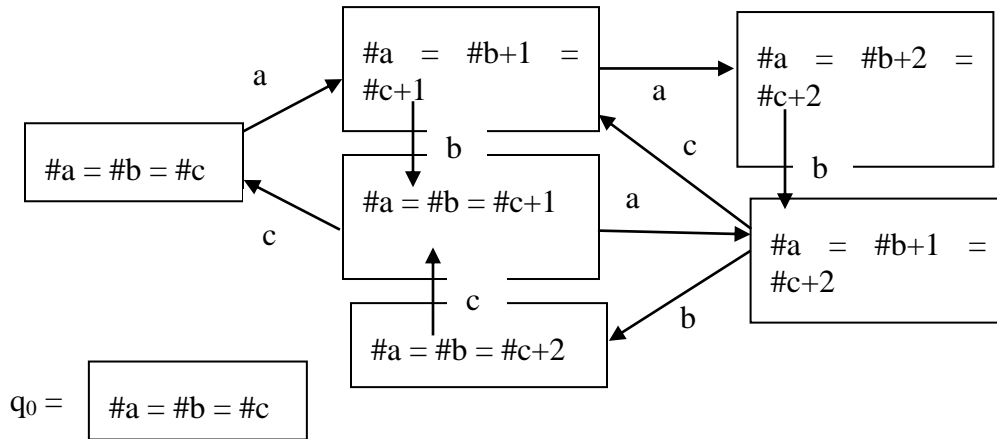 #a = #b+1 =
#c+1
#a = #b+2 =
#c+2
a
a
#a = #b = #c
b
c
b
#a = #b = #c+1
a
c
#a = #b+1 =
#c+2
c
b
#a = #b = #c+2
q0 =
#a = #b = #c